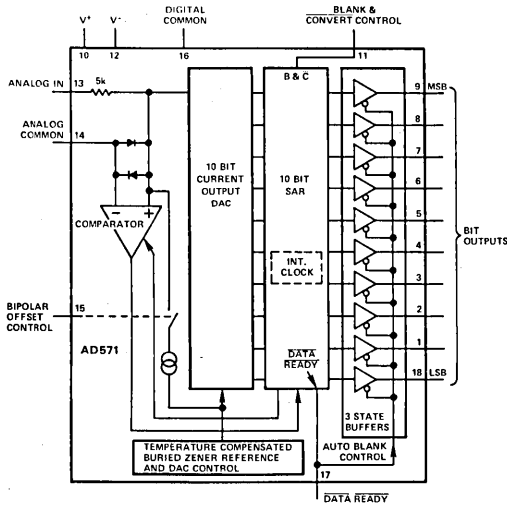 V+
V-
DIGITAL
COMMON
BLANK &
CONVERT CONTROL
10
12
16
11
ANALOG IN
13
5k
B & C
9
MSB
ANALOG
COMMON
14
8
7
10 BIT
CURRENT
OUTPUT
DAC
10 BIT
SAR
6
COMPARATOR
-
+
5
BIT
OUTPUTS
4
INT.
CLOCK
3
BIPOLAR
OFFSET
CONTROL
15
2
AD571
DATA
READY
1
18
LSB
3 STATE
BUFFERS
TEMPERATURE COMPENSATED
BURIED ZENER REFERENCE
AND DAC CONTROL
AUTO BLANK
CONTROL
17
DATA READY